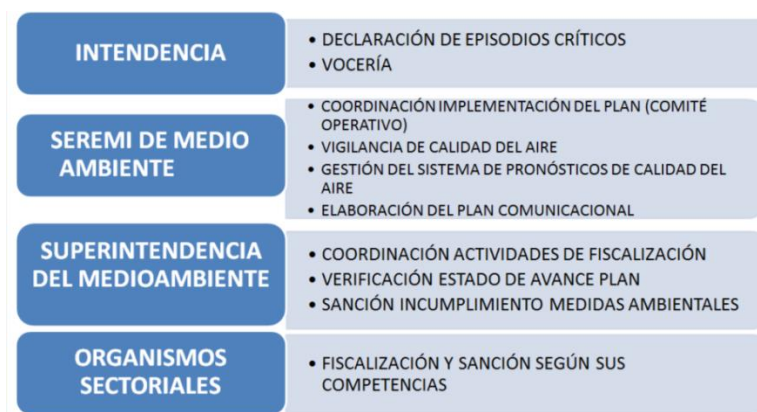 INTENDENCIA
• DECLARACIÓN DE EPISODIOS CRÍTICOS
• VOCERÍA
SEREMI DE MEDIO
AMBIENTE
• COORDINACIÓN IMPLEMENTACIÓN DEL PLAN (COMITÉ
OPERATIVO)
• VIGILANCIA DE CALIDAD DEL AIRE
• GESTIÓN DEL SISTEMA DE PRONÓSTICOS DE CALIDAD DEL
AIRE
• ELABORACIÓN DEL PLAN COMUNICACIONAL
SUPERINTENDENCIA
DEL MEDIOAMBIENTE
• COORDINACIÓN ACTIVIDADES DE FISCALIZACIÓN
• VERIFICACIÓN ESTADO DE AVANCE PLAN
• SANCIÓN INCUMPLIMIENTO MEDIDAS AMBIENTALES
ORGANISMOS
SECTORIALES
• FISCALIZACIÓN Y SANCIÓN SEGÚN SUS
COMPETENCIAS